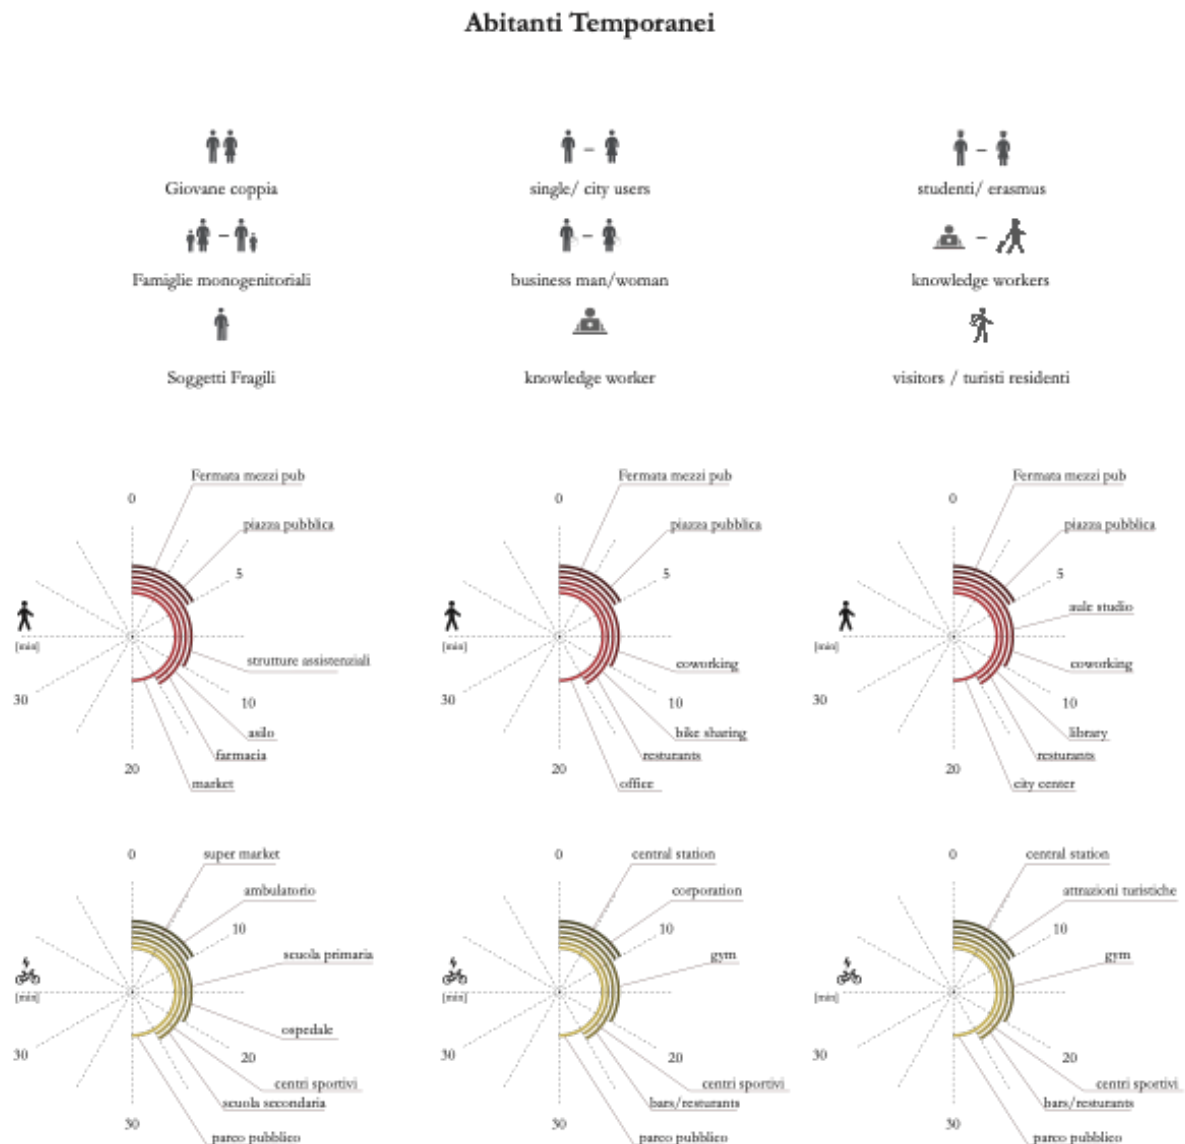 Abitanti Temporanei
Giovane coppia
single/ city users
studenti/ erasmus
Famiglie monogenitoriali
business man/woman
knowledge workers
Soggetti Fragili
knowledge worker
visitors / turisti residenti
Fermata mezzi pub
0
piazza pubblica
5
[min]
strutture assistenziali
30
10
asilo
farmacia
20
market
Fermata mezzi pub
0
piazza pubblica
5
[min]
coworking
30
10
bike sharing
resturants
20
office
Fermata mezzi pub
0
piazza pubblica
5
aule studio
[min]
coworking
30
10
library
resturants
20
city center
0
super market
ambulatorio
10
scuola primaria
[min]
ospedale
30
20
centri sportivi
scuola secondaria
30
parco pubblico
0
central station
corporation
10
gym
[min]
30
20
centri sportivi
bars/resturants
30
parco pubblico
0
central station
attrazioni turistiche
10
gym
[min]
30
20
centri sportivi
bars/resturants
30
parco pubblico